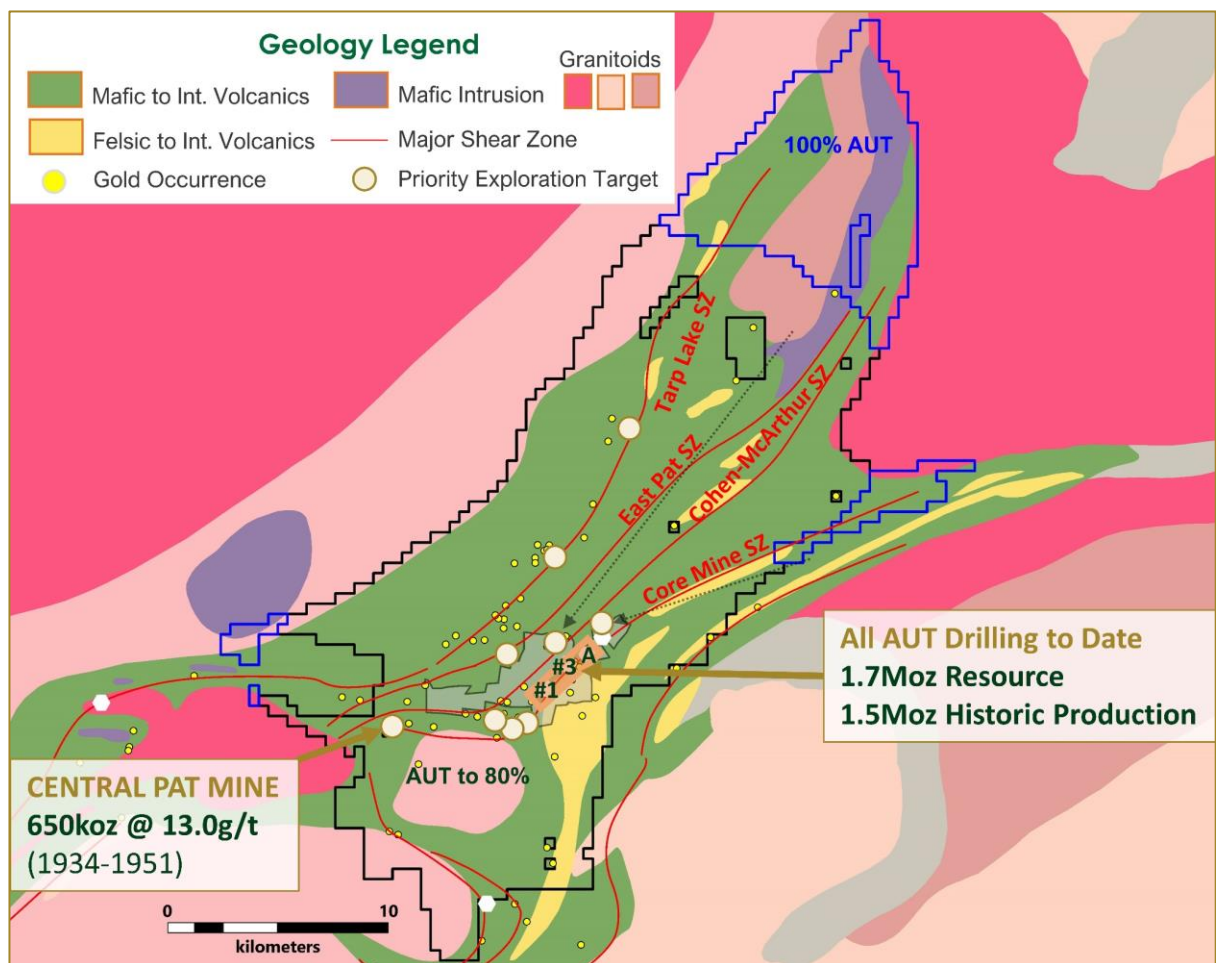 Geology Legend
Granitoids
Mafic to Int. Volcanics
Mafic Intrusion
Felsic to Int. Volcanics
Major Shear Zone
Gold Occurrence
Priority Exploration Target
100% AUT
Tarp Lake SZ
East Pat SZ
Cohen-McArthur SZ
Core Mine SZ
A
#3
#1
All AUT Drilling to Date
1.7Moz Resource
1.5Moz Historic Production
AUT to 80%
CENTRAL PAT MINE
650koz @ 13.0g/t
(1934-1951)
0 10
kilometers